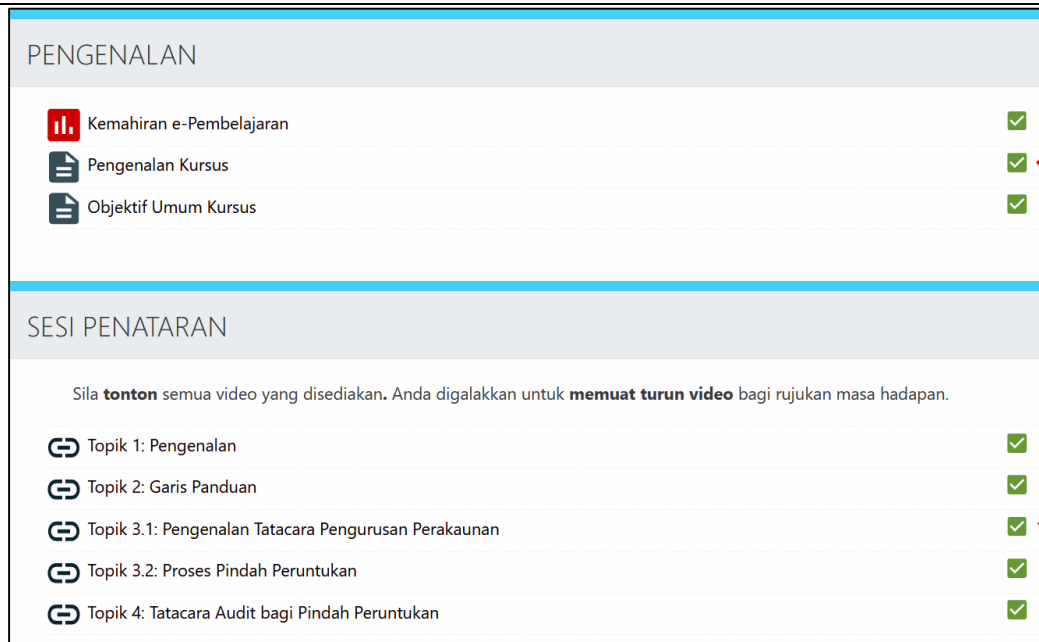 PENGENALAN
Kemahiran e-Pembelajaran
Pengenalan Kursus
Objektif Umum Kursus
SESI PENATARAN
Sila tonton semua video yang disediakan. Anda digalakkan untuk memuat turun video bagi rujukan masa hadapan.
Topik 1: Pengenalan
Topik 2: Garis Panduan
Topik 3.1: Pengenalan Tatacara Pengurusan Perakaunan
Topik 3.2: Proses Pindah Peruntukan
Topik 4: Tatacara Audit bagi Pindah Peruntukan